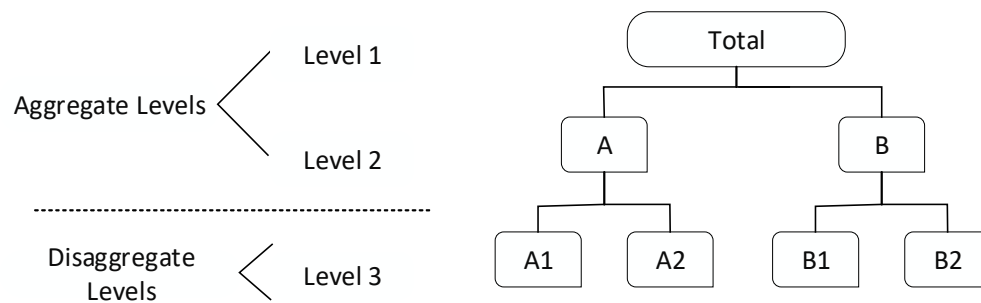 Total
Level 1
Aggregate Levels
A
B
Level 2
A1
A2
B1
B2
Disaggregate
Levels
Level 3